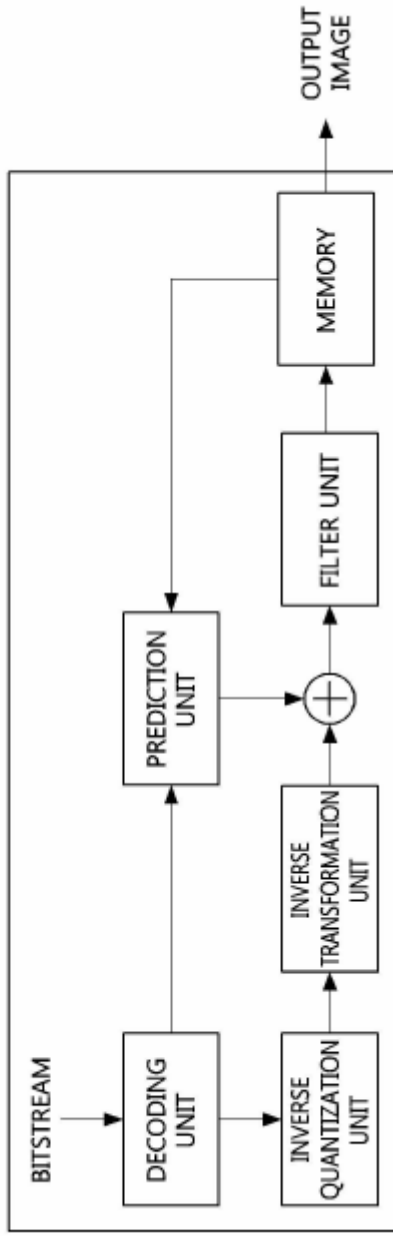 BITSTREAM
DECODING
UNIT
PREDICTION
UNIT
INVERSE
QUANTIZATION
UNIT
INVERSE
TRANSFORMATION
UNIT
FILTER UNIT
MEMORY
OUTPUT
IMAGE